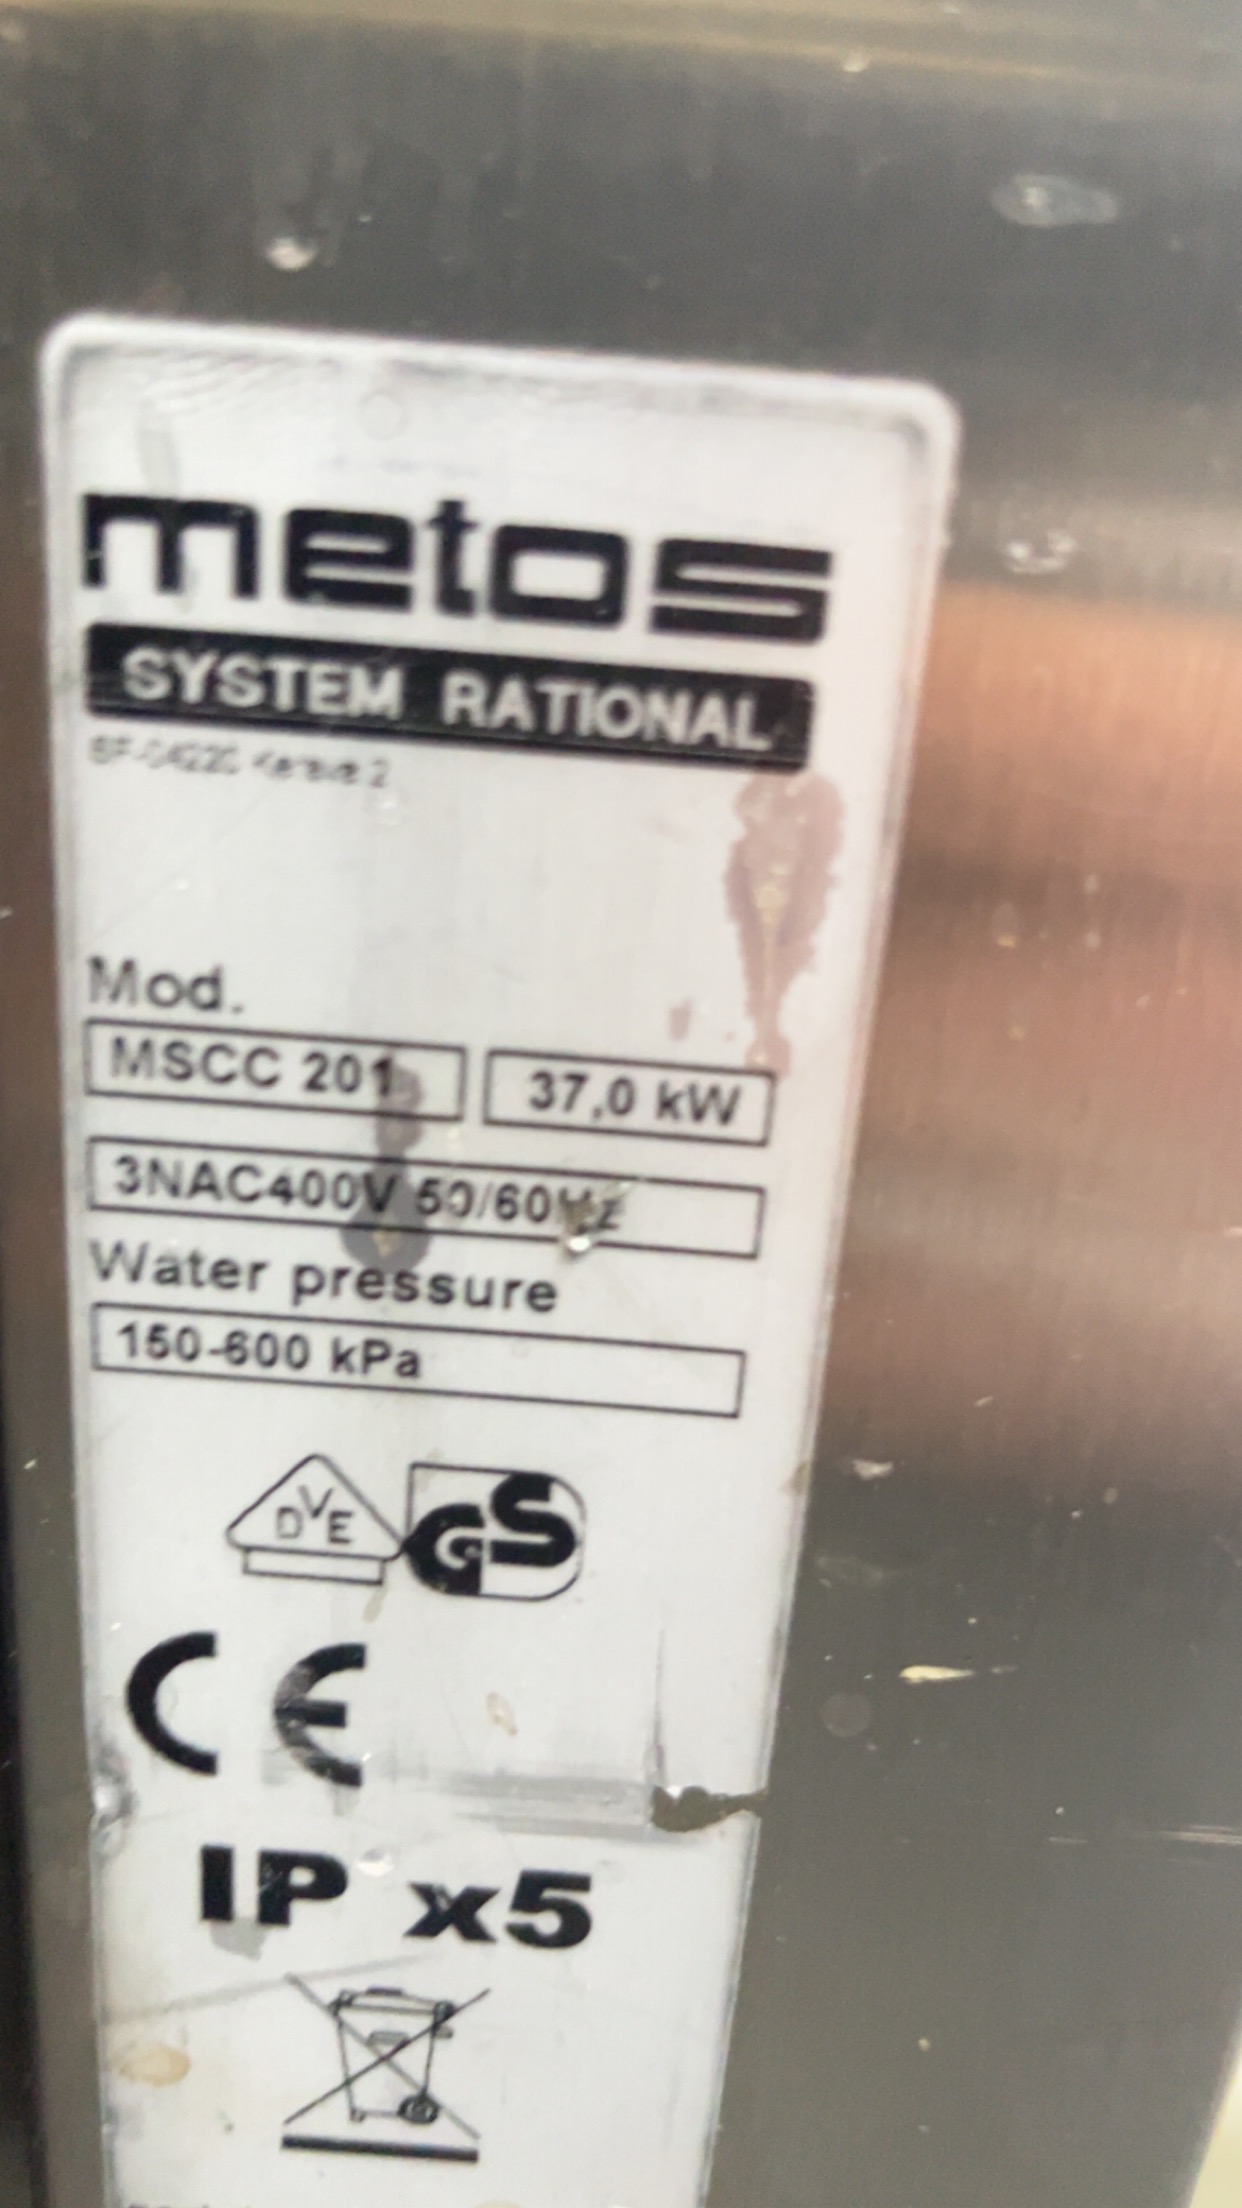 metos
SYSTEM RATIONAL
Mod.
MSCC 201 37,0 kW
3NAC400V 50/60Hz
Water pressure
150-600 kPa
DVE GS
CE
IP x5